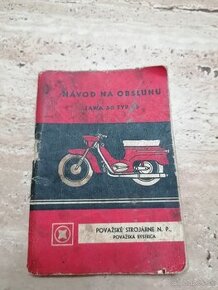 NÁVOD NA OBSLUHU
JAWA 50 TYP
POVAŽSKÉ STROJÁRNE N. P.,
POVAŽSKÁ BYSTRICA